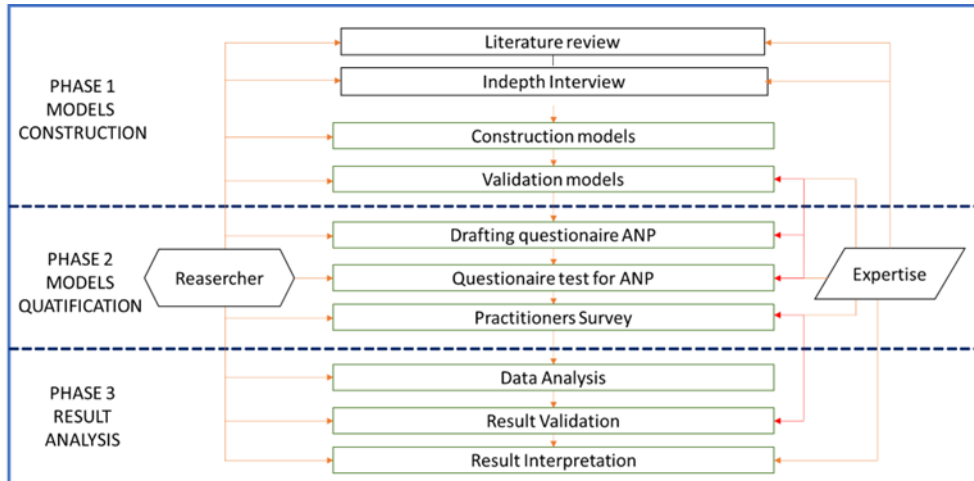 Literature review
Indepth Interview
PHASE 1
MODELS
CONSTRUCTION
Construction models
Validation models
Drafting questionaire ANP
PHASE 2
MODELS
QUATIFICATION
Reasercher
Questionaire test for ANP
Expertise
Practitioners Survey
Data Analysis
PHASE 3
RESULT
ANALYSIS
Result Validation
Result Interpretation